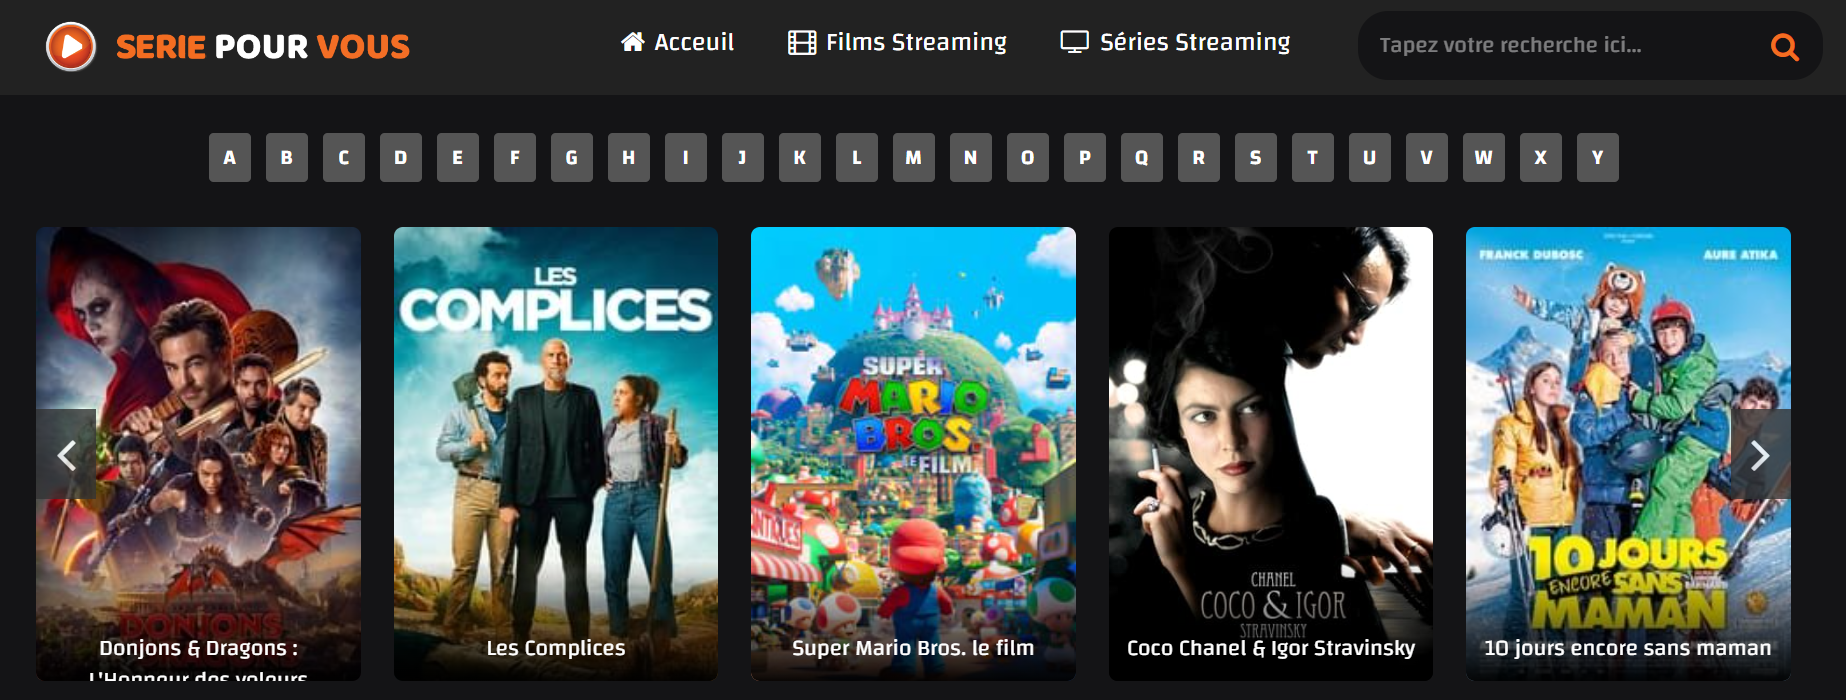 SERIE POUR VOUS
Acceuil
Films Streaming
Séries Streaming
Tapez votre recherche ici...
A B C D E F G H I J K L M N O P Q R S T U V W X Y
DONJONS
Donjons & Dragons :
L'Honneur des voleurs
LES
COMPLICES
Les Complices
SUPER
MARIO
BROS.
LE FILM
Super Mario Bros. le film
CHANEL
COCO & IGOR
STRAVINSKY
Coco Chanel & Igor Stravinsky
FRANCK DUBOSC
AURE ATIKA
10 JOURS
ENCORE SANS
MAMAN
10 jours encore sans maman